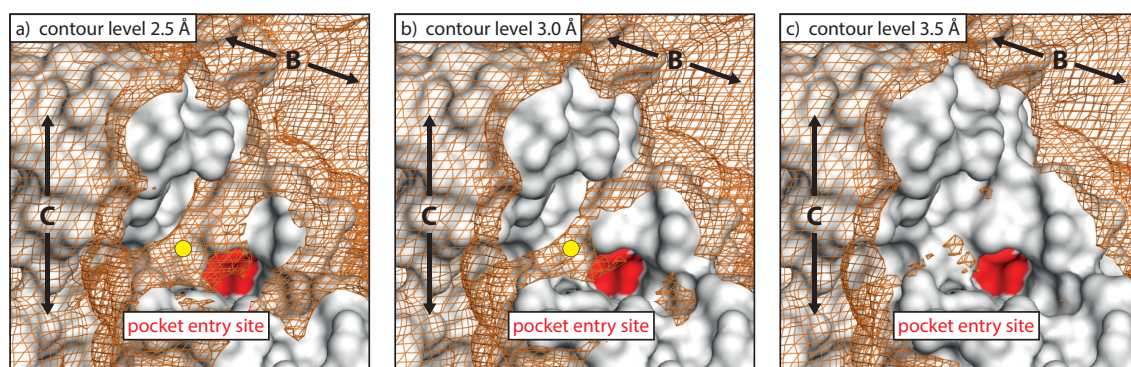 a) contour level 2.5 Å
B
C
pocket entry site
b) contour level 3.0 Å
B
C
pocket entry site
c) contour level 3.5 Å
B
C
pocket entry site